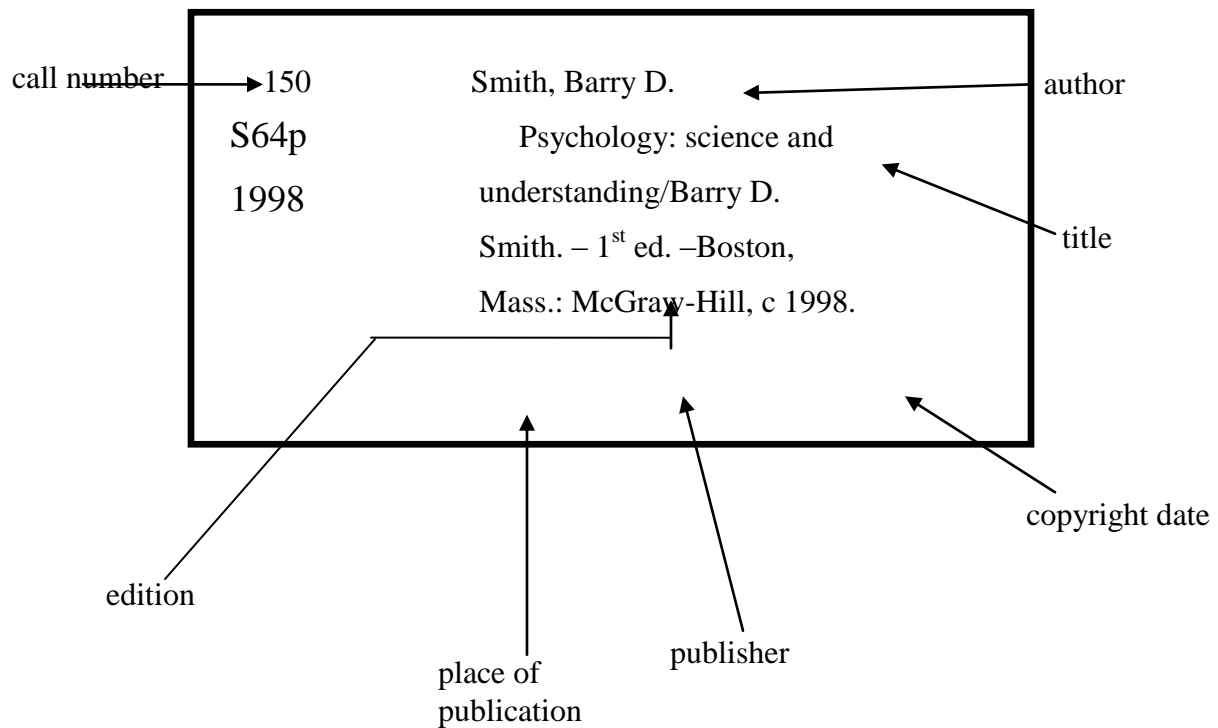 call number
150
Smith, Barry D.
author
S64p
Psychology: science and
1998
understanding/Barry D.
title
Smith. – 1st ed. –Boston,
Mass.: McGraw-Hill, c 1998.
copyright date
edition
publisher
place of
publication